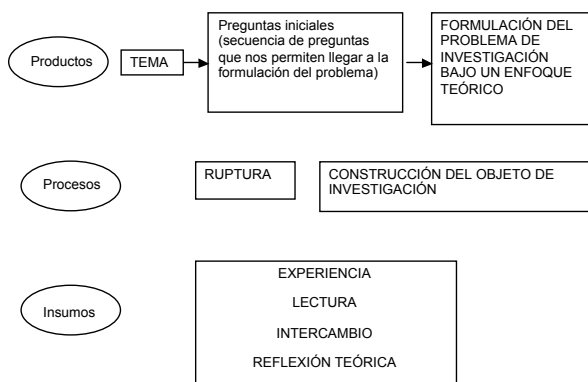 Productos
TEMA
Preguntas iniciales
(secuencia de preguntas
que nos permiten llegar a la
formulación del problema)
FORMULACIÓN DEL
PROBLEMA DE
INVESTIGACIÓN
BAJO UN ENFOQUE
TEÓRICO
Procesos
RUPTURA
CONSTRUCCIÓN DEL OBJETO DE
INVESTIGACIÓN
Insumos
EXPERIENCIA
LECTURA
INTERCAMBIO
REFLEXIÓN TEÓRICA